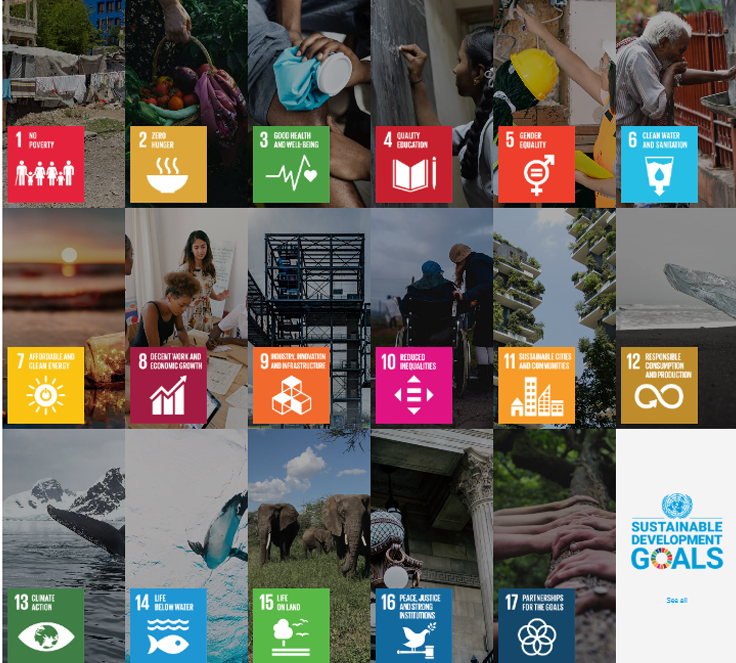 1 NO
POVERTY
2 ZERO
HUNGER
3 GOOD HEALTH
AND WELL-BEING
4 QUALITY
EDUCATION
5 GENDER
EQUALITY
6 CLEAN WATER
AND SANITATION
7 AFFORDABLE AND
CLEAN ENERGY
8 DECENT WORK AND
ECONOMIC GROWTH
9 INDUSTRY, INNOVATION
AND INFRASTRUCTURE
10 REDUCED
INEQUALITIES
11 SUSTAINABLE CITIES
AND COMMUNITIES
12 RESPONSIBLE
CONSUMPTION
AND PRODUCTION
13 CLIMATE
ACTION
14 LIFE
BELOW WATER
15 LIFE
ON LAND
16 PEACE, JUSTICE
AND STRONG
INSTITUTIONS
17 PARTNERSHIPS
FOR THE GOALS
SUSTAINABLE
DEVELOPMENT
GOALS
See all